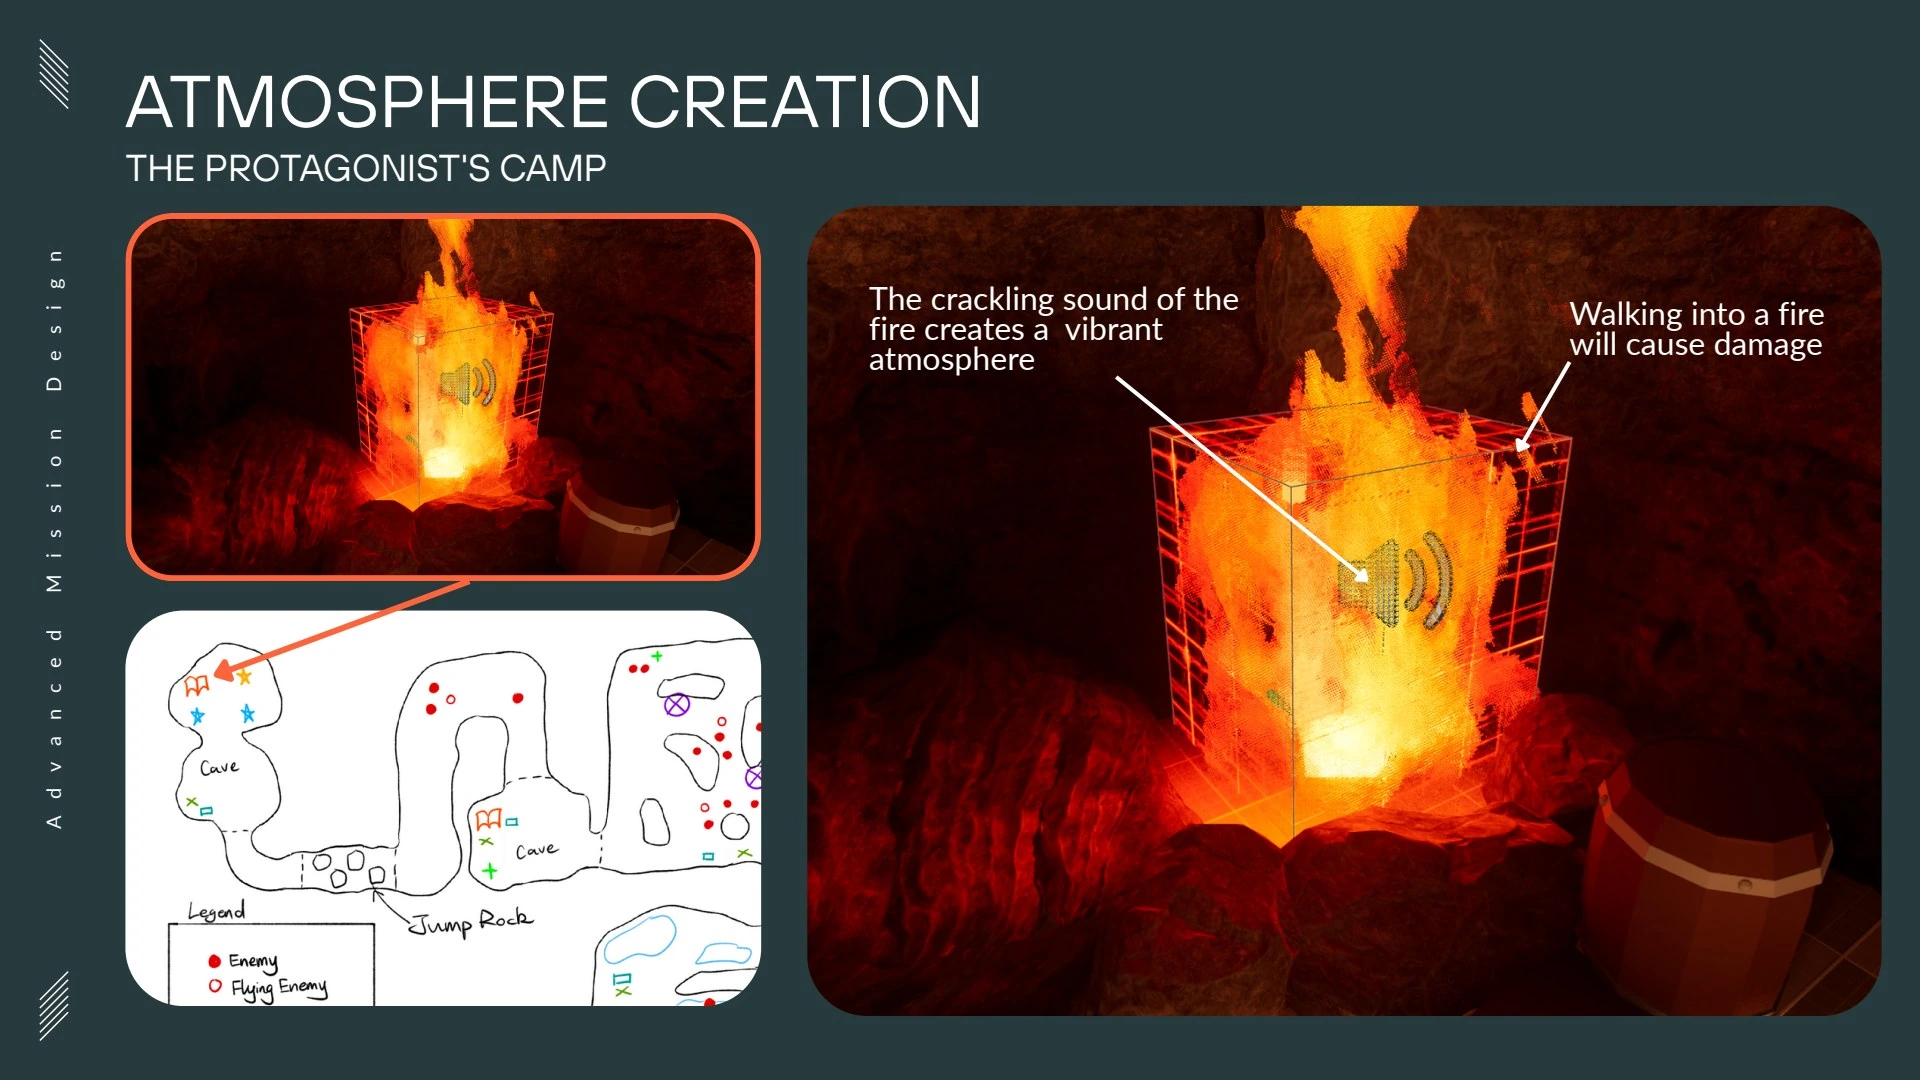 ATMOSPHERE CREATION
THE PROTAGONIST'S CAMP
Advanced Mission Design
The crackling sound of the
fire creates a  vibrant
atmosphere
Walking into a fire
will cause damage
Cave
Cave
Jump Rock
Legend
Enemy
Flying Enemy